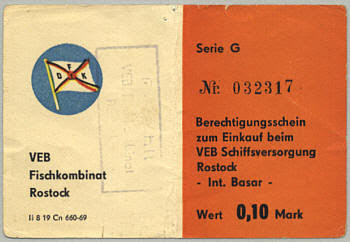 D F K
VEB
Fischkombinat
Rostock
Ii 8 19 Cn 660-69
Serie G
Nr. 032317
Berechtigungsschein
zum Einkauf beim
VEB Schiffsversorgung
Rostock
- Int. Basar -
Wert 0,10 Mark